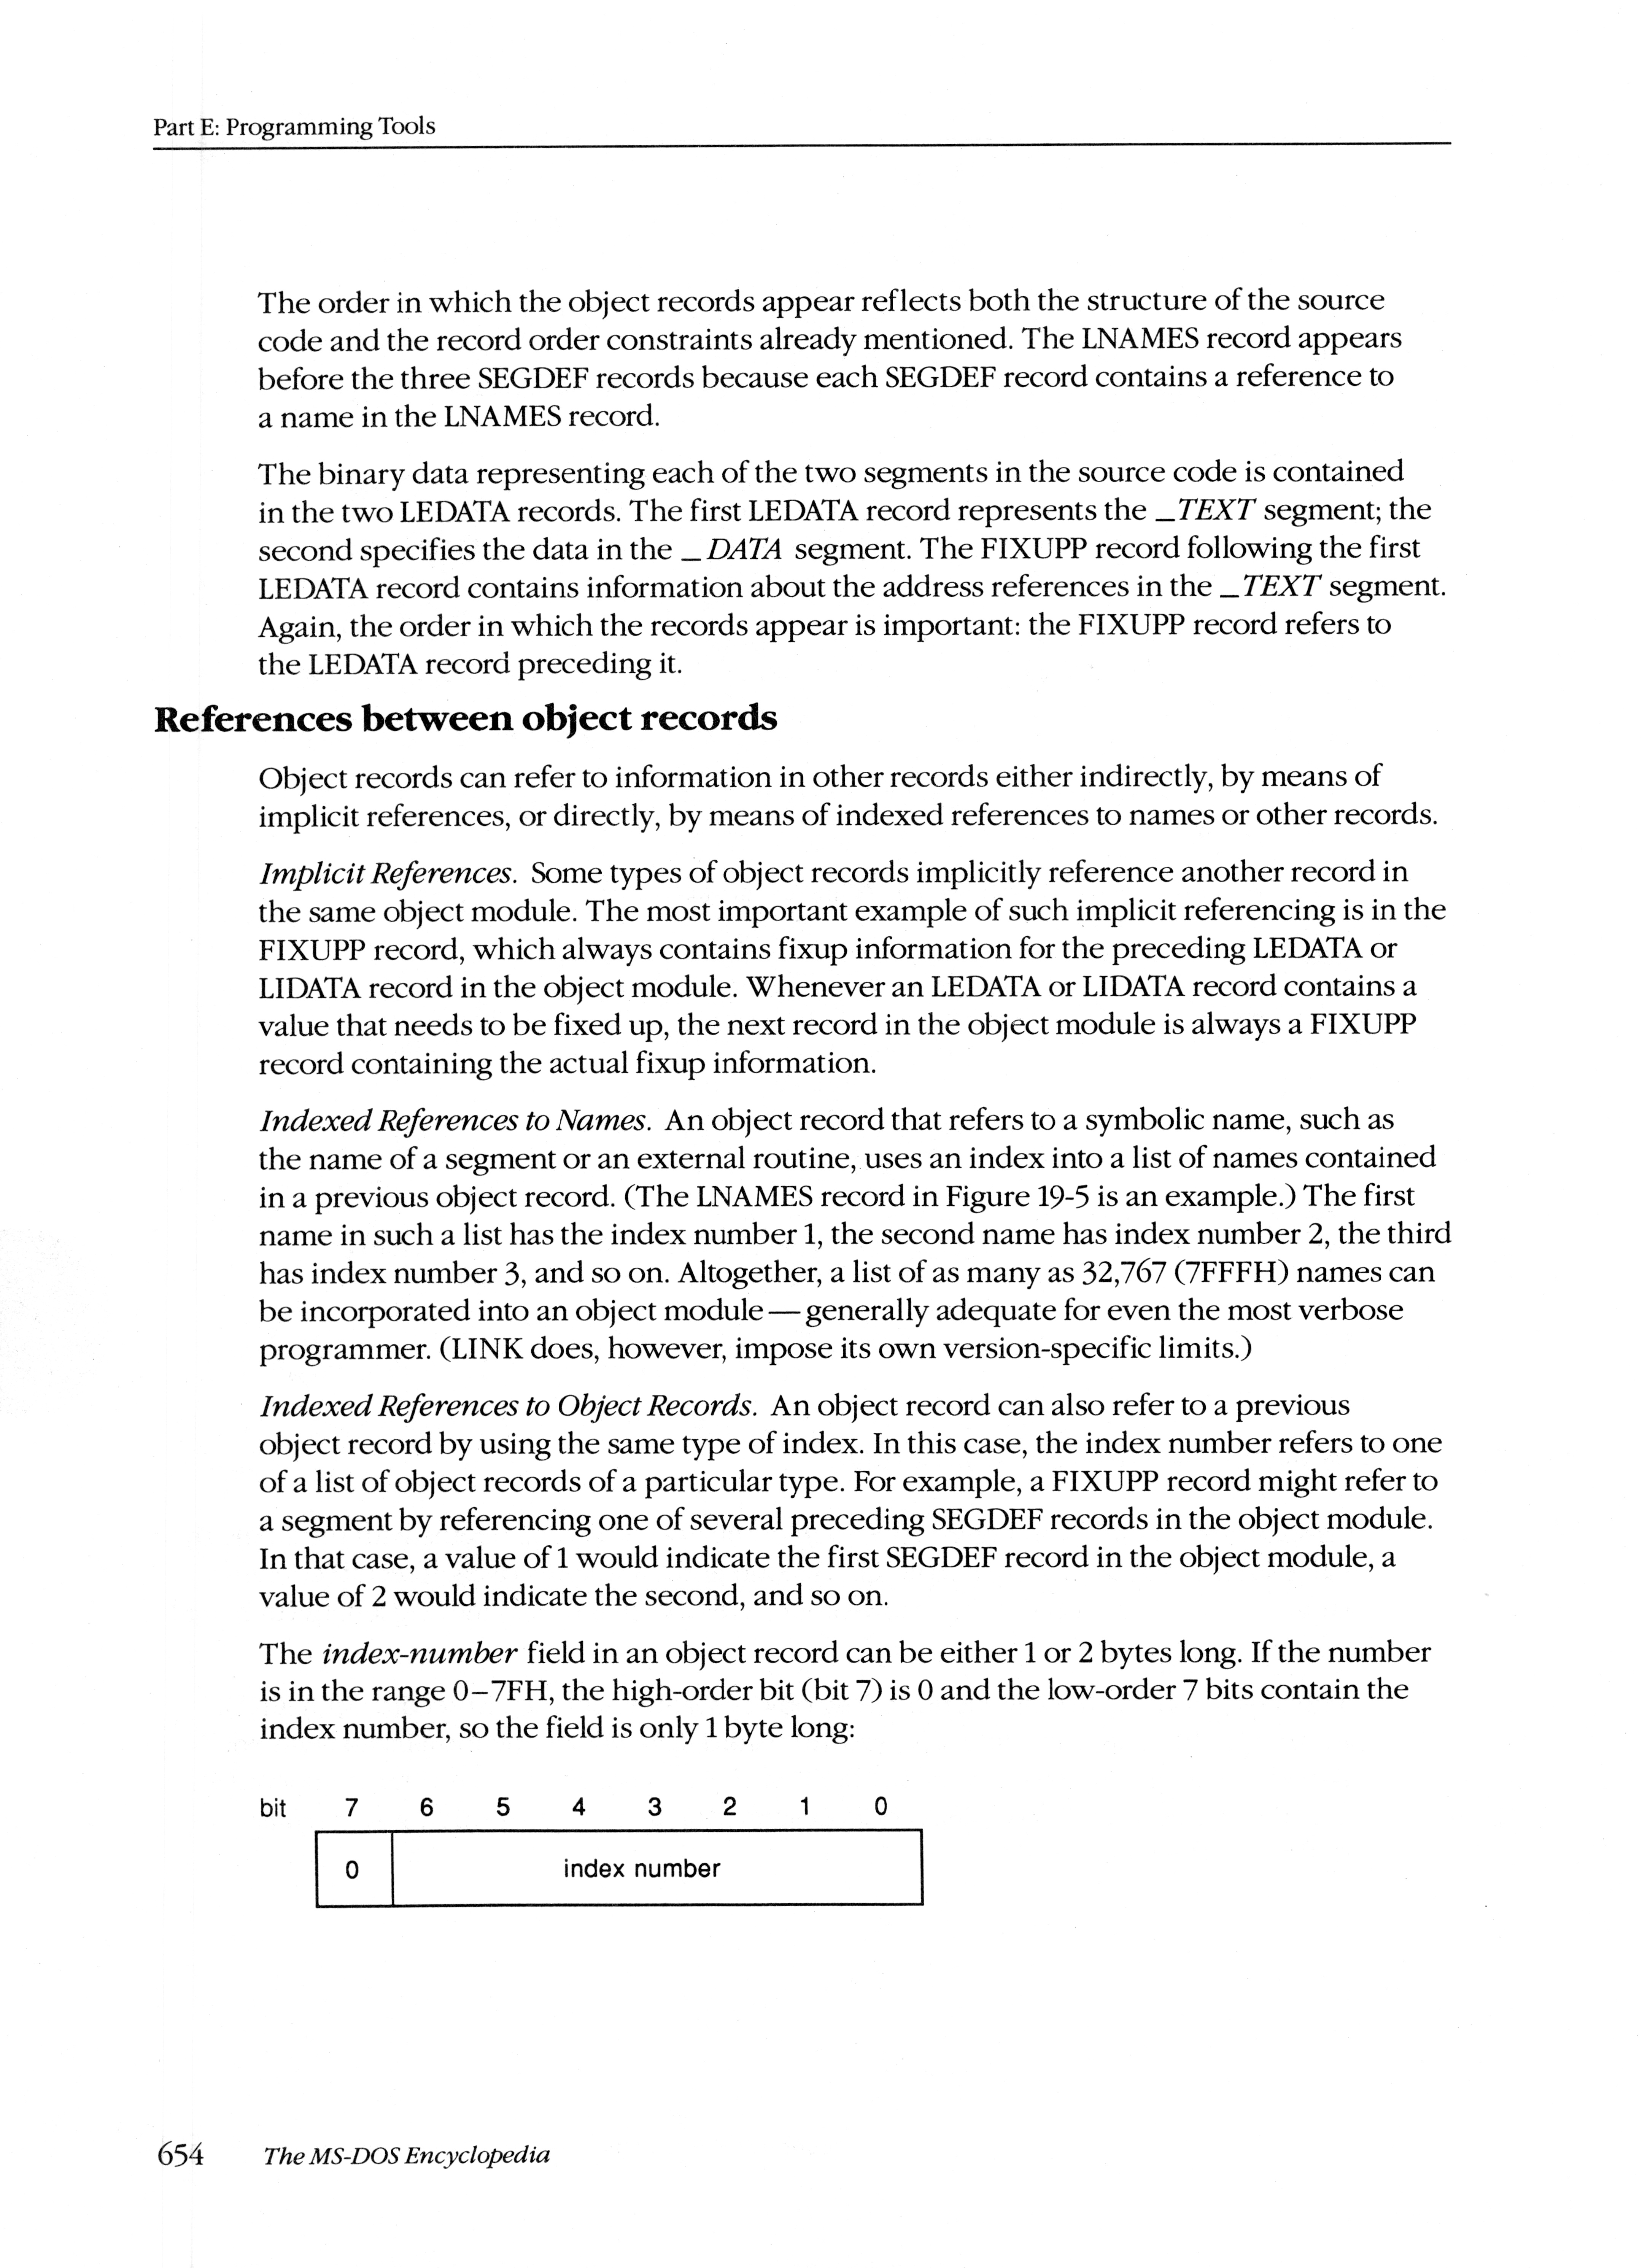 Part E: Programming Tools
The order in which the object records appear reflects both the structure of the source
code and the record order constraints already mentioned. The LNAMES record appears
before the three SEGDEF records because each SEGDEF record contains a reference to
a name in the LNAMES record.
The binary data representing each of the two segments in the source code is contained
in the two LEDATA records. The first LEDATA record represents the _TEXT segment; the
second specifies the data in the _DATA segment. The FIXUPP record following the first
LEDATA record contains information about the address references in the _TEXT segment.
Again, the order in which the records appear is important: the FIXUPP record refers to
the LEDATA record preceding it.
References between object records
Object records can refer to information in other records either indirectly, by means of
implicit references, or directly, by means of indexed references to names or other records.
Implicit References. Some types of object records implicitly reference another record in
the same object module. The most important example of such implicit referencing is in the
FIXUPP record, which always contains fixup information for the preceding LEDATA or
LIDATA record in the object module. Whenever an LEDATA or LIDATA record contains a
value that needs to be fixed up, the next record in the object module is always a FIXUPP
record containing the actual fixup information.
Indexed References to Names. An object record that refers to a symbolic name, such as
the name of a segment or an external routine, uses an index into a list of names contained
in a previous object record. (The LNAMES record in Figure 19-5 is an example.) The first
name in such a list has the index number 1, the second name has index number 2, the third
has index number 3, and so on. Altogether, a list of as many as 32,767 (7FFFH) names can
be incorporated into an object module—generally adequate for even the most verbose
programmer. (LINK does, however, impose its own version-specific limits.)
Indexed References to Object Records. An object record can also refer to a previous
object record by using the same type of index. In this case, the index number refers to one
of a list of object records of a particular type. For example, a FIXUPP record might refer to
a segment by referencing one of several preceding SEGDEF records in the object module.
In that case, a value of 1 would indicate the first SEGDEF record in the object module, a
value of 2 would indicate the second, and so on.
The index-number field in an object record can be either 1 or 2 bytes long. If the number
is in the range 0–7FH, the high-order bit (bit 7) is 0 and the low-order 7 bits contain the
index number, so the field is only 1 byte long:
bit 7 6 5 4 3 2 1 0
0 index number
654 The MS-DOS Encyclopedia